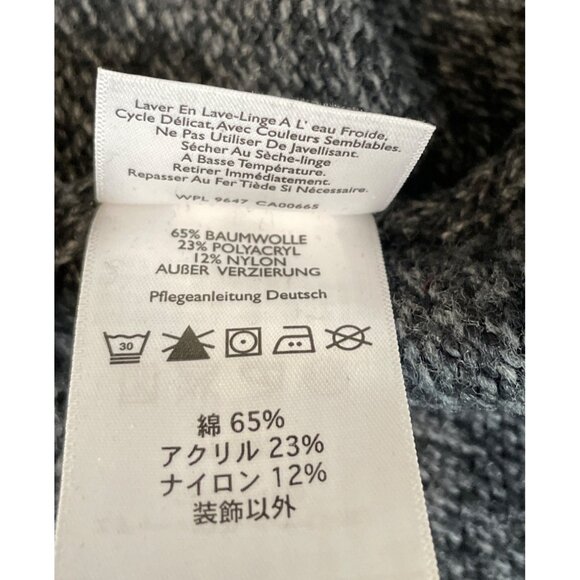 Laver En Lave-Linge A L' eau Froide,
Cycle Délicat, Avec Couleurs Semblables.
Ne Pas Utiliser De Javellisant.
Sécher Au Sèche-linge
A Basse Température.
Retirer Immédiatement.
Repasser Au Fer Tiède Si Nécessaire.
WPL 9647 CA00665
65% BAUMWOLLE
23% POLYACRYL
12% NYLON
AUßER VERZIERUNG
Pflegeanleitung Deutsch
30
綿 65%
アクリル 23%
ナイロン 12%
装飾以外